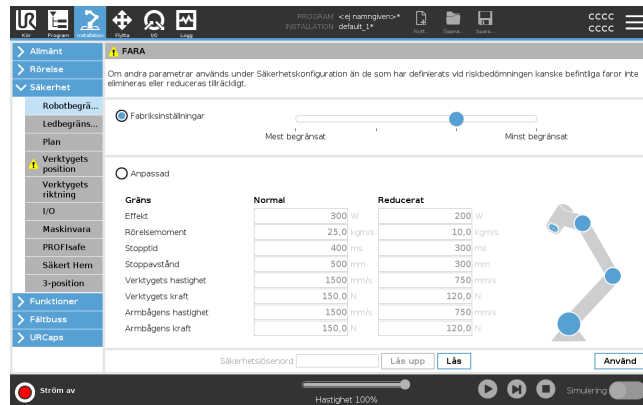 UR
Kör
Program
Installation
Flytta
I/O
Logg
PROGRAM <ej namngiven>*
INSTALLATION default_1*
Nytt...
Öppna...
Spara...
cccc
cccc
Allmänt
Rörelse
Säkerhet
Robotbegrä...
Ledbegräns...
Plan
Verktygets
position
Verktygets
riktning
I/O
Maskinvara
PROFIsafe
Säkert Hem
3-position
Funktioner
Fältbuss
URCaps
FARA
Om andra parametrar används under Säkerhetskonfiguration än de som har definierats vid riskbedömningen kanske befintliga faror inte
elimineras eller reduceras tillräckligt.
Fabriksinställningar
Mest begränsat
Minst begränsat
Anpassad
Gräns Normal Reducerat
Effekt 300 W 200 W
Rörelsemoment 25,0 kgm/s 10,0 kgm/s
Stopptid 400 ms 300 ms
Stoppavstånd 500 mm 300 mm
Verktygets hastighet 1500 mm/s 750 mm/s
Verktygets kraft 150,0 N 120,0 N
Armbågens hastighet 1500 mm/s 750 mm/s
Armbågens kraft 150,0 N 120,0 N
Säkerhetslösenord
Lås upp
Lås
Använd
Ström av
Hastighet 100%
Simulering